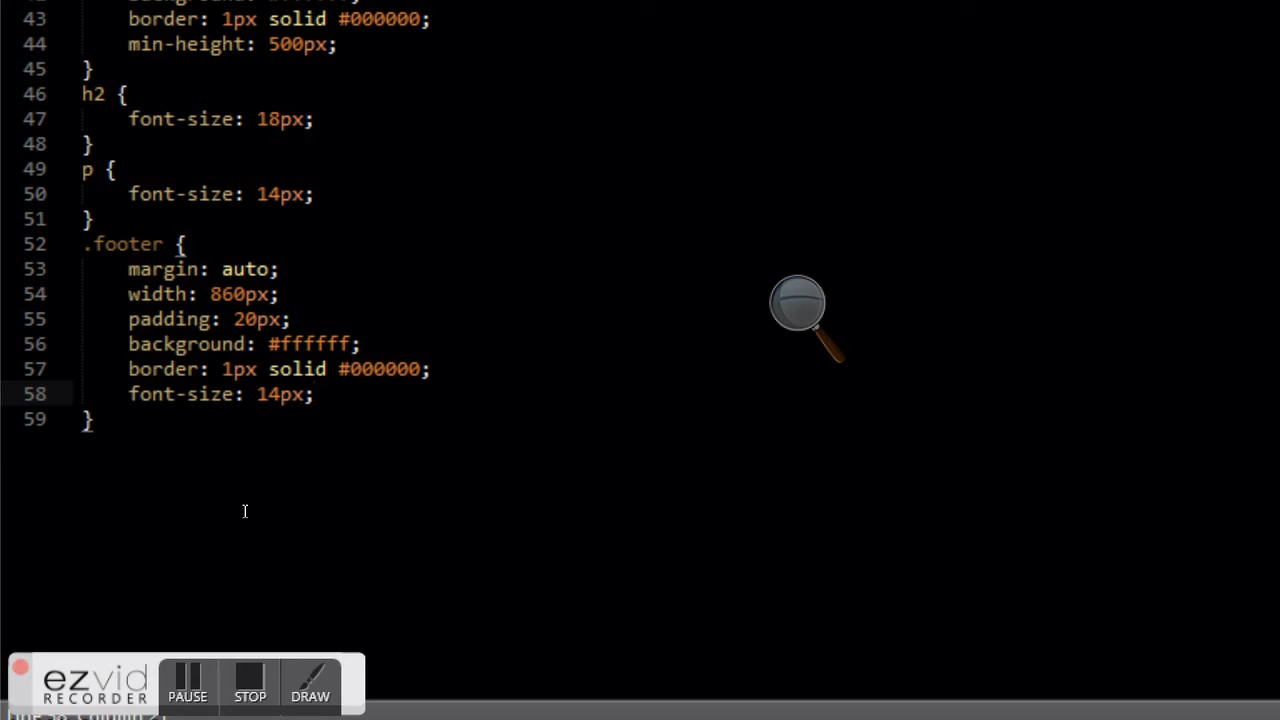 43 border: 1px solid #000000;
44 min-height: 500px;
45 }
46 h2 {
47 font-size: 18px;
48 }
49 p {
50 font-size: 14px;
51 }
52 .footer {
53 margin: auto;
54 width: 860px;
55 padding: 20px;
56 background: #ffffff;
57 border: 1px solid #000000;
58 font-size: 14px;
59 }
ezvid
RECORDER
PAUSE
STOP
DRAW